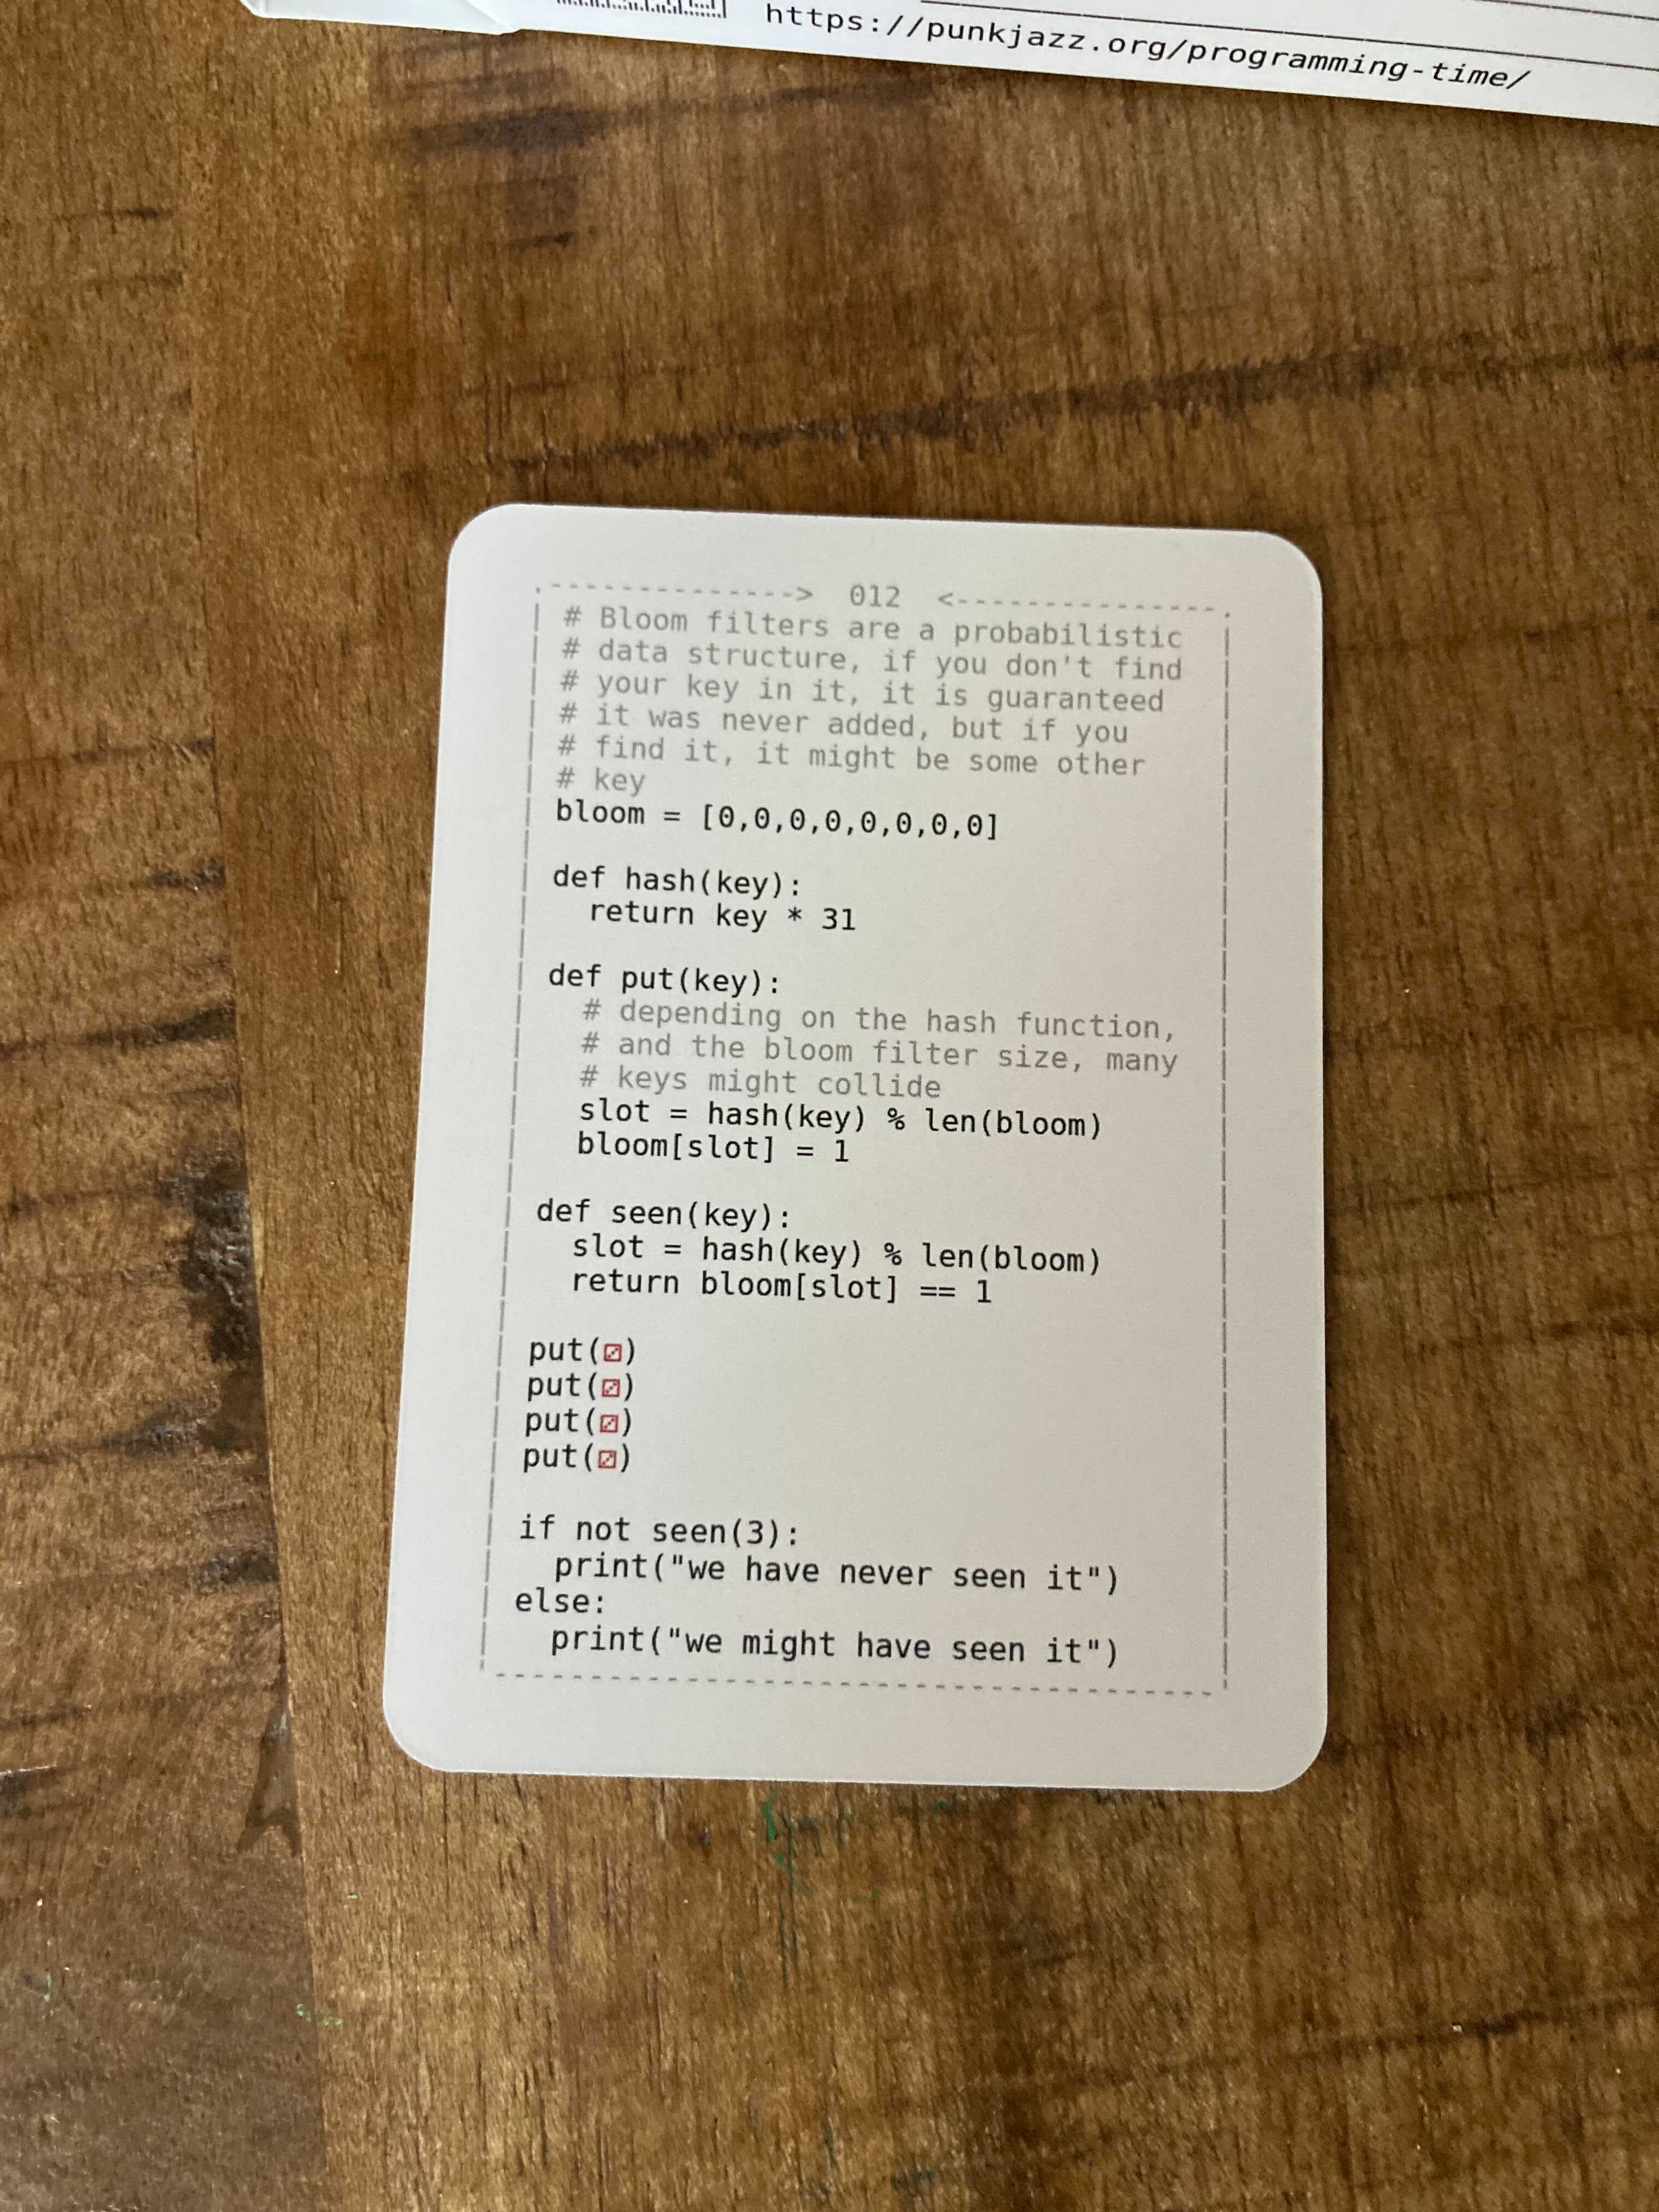 https://punkjazz.org/programming-time/
.--------------> 012 <---------------.
| # Bloom filters are a probabilistic |
| # data structure, if you don't find |
| # your key in it, it is guaranteed |
| # it was never added, but if you |
| # find it, it might be some other |
| # key |
bloom = [0,0,0,0,0,0,0,0]

def hash(key):
  return key * 31

def put(key):
  # depending on the hash function,
  # and the bloom filter size, many
  # keys might collide
  slot = hash(key) % len(bloom)
  bloom[slot] = 1

def seen(key):
  slot = hash(key) % len(bloom)
  return bloom[slot] == 1

put(⚂)
put(⚂)
put(⚂)
put(⚂)

if not seen(3):
  print("we have never seen it")
else:
  print("we might have seen it")